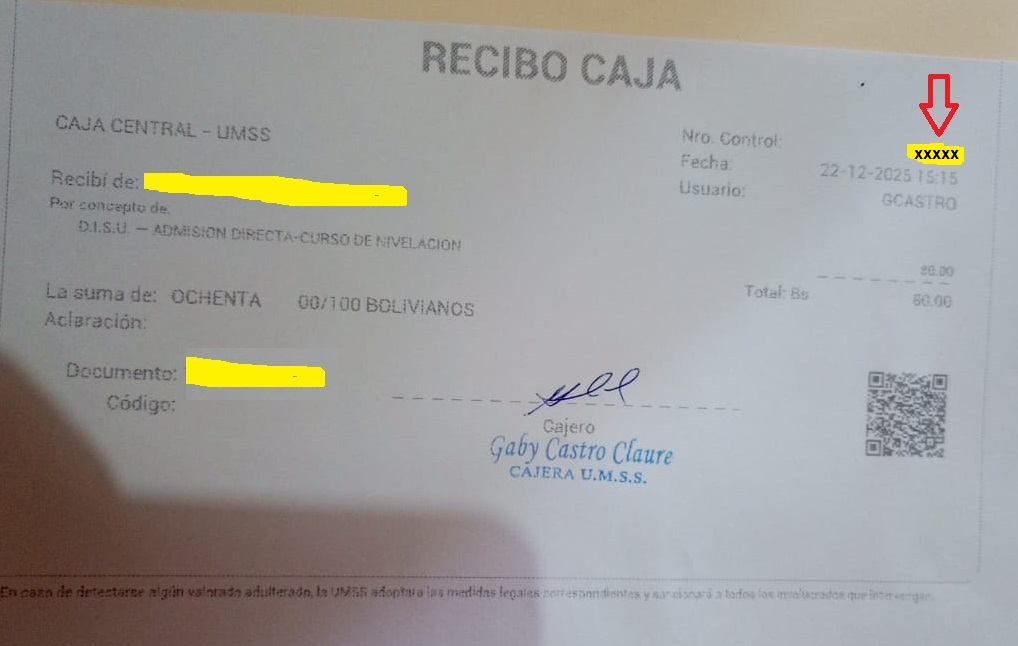 RECIBO CAJA
CAJA CENTRAL - UMSS
Nro. Control:
xxxxx
Fecha: 22-12-2025 15:15
Usuario: GCASTRO
Recibí de:
Por concepto de:
D.I.S.U. - ADMISION DIRECTA-CURSO DE NIVELACION
80.00
Total: Bs 80.00
La suma de: OCHENTA 00/100 BOLIVIANOS
Aclaración:
Documento:
Código:
Cajero
Gaby Castro Claure
CAJERA U.M.S.S.
En caso de detectarse algún valorado adulterado, la UMSS adoptara las medidas legales correspondientes y sancionará a todos los involucrados que intervengan.